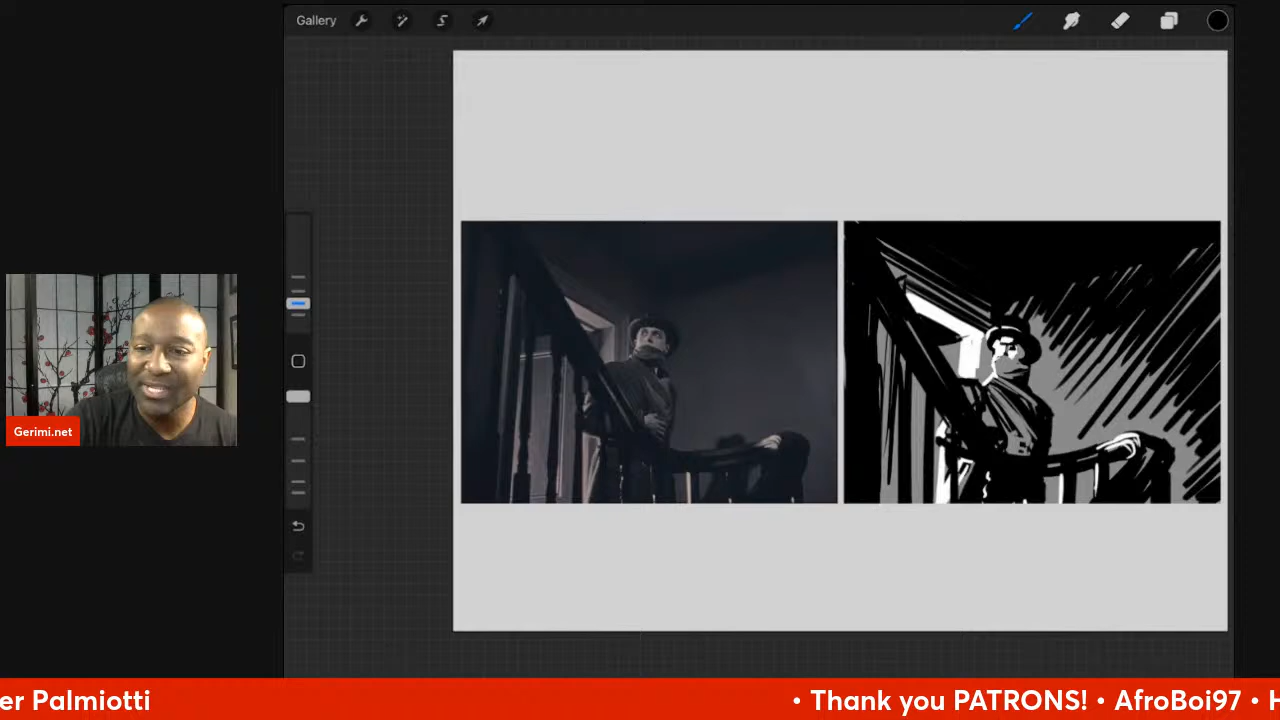 Gallery
Gerimi.net
er Palmiotti • Thank you PATRONS! • AfroBoi97 • H